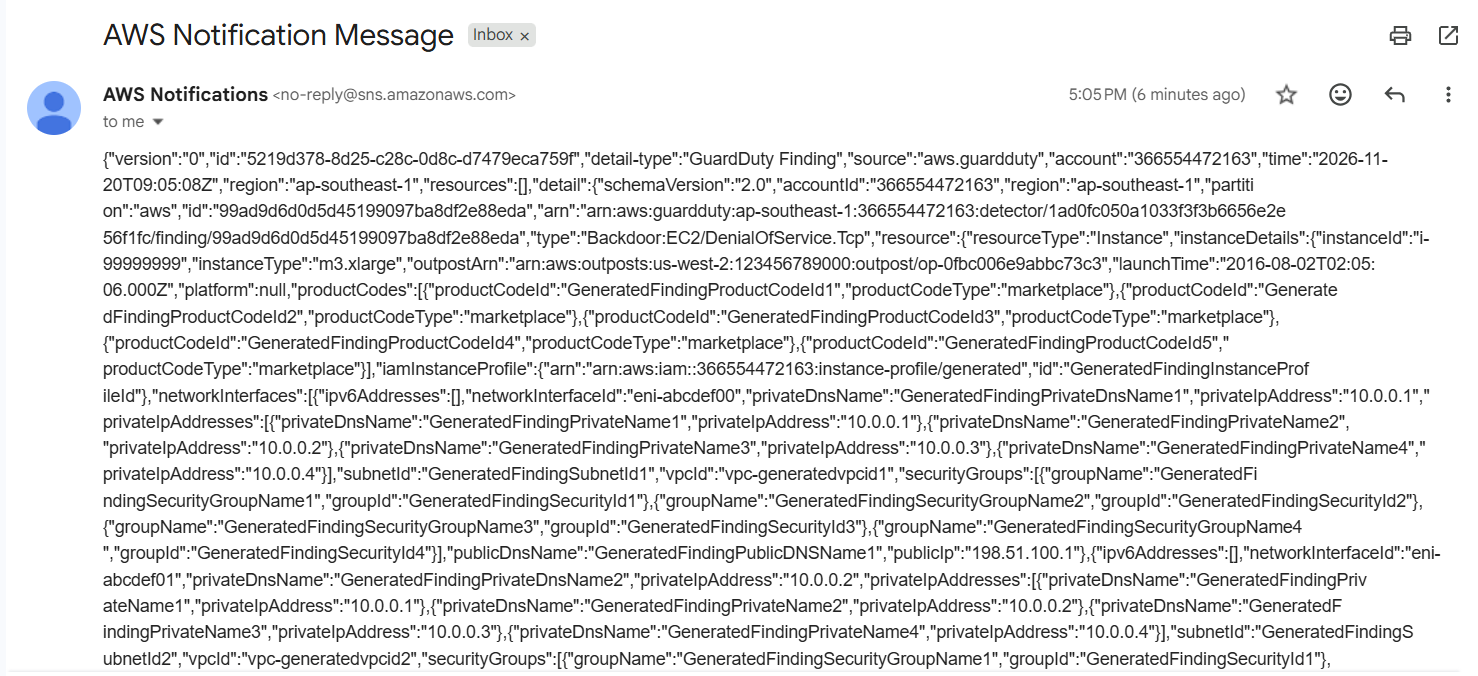 AWS Notification Message Inbox ×
AWS Notifications <no-reply@sns.amazonaws.com> 5:05 PM (6 minutes ago)
to me
{"version":"0","id":"5219d378-8d25-c28c-0d8c-d7479eca759f","detail-type":"GuardDuty Finding","source":"aws.guardduty","account":"366554472163","time":"2026-11-
20T09:05:08Z","region":"ap-southeast-1","resources":[],"detail":{"schemaVersion":"2.0","accountId":"366554472163","region":"ap-southeast-1","partiti
on":"aws","id":"99ad9d6d0d5d45199097ba8df2e88eda","arn":"arn:aws:guardduty:ap-southeast-1:366554472163:detector/1ad0fc050a1033f3f3b6656e2e
56f1fc/finding/99ad9d6d0d5d45199097ba8df2e88eda","type":"Backdoor:EC2/DenialOfService.Tcp","resource":{"resourceType":"Instance","instanceDetails":{"instanceId":"i-
99999999","instanceType":"m3.xlarge","outpostArn":"arn:aws:outposts:us-west-2:123456789000:outpost/op-0fbc006e9abbc73c3","launchTime":"2016-08-02T02:05:
06.000Z","platform":null,"productCodes":[{"productCodeId":"GeneratedFindingProductCodeId1","productCodeType":"marketplace"},{"productCodeId":"Generate
dFindingProductCodeId2","productCodeType":"marketplace"},{"productCodeId":"GeneratedFindingProductCodeId3","productCodeType":"marketplace"},
{"productCodeId":"GeneratedFindingProductCodeId4","productCodeType":"marketplace"},{"productCodeId":"GeneratedFindingProductCodeId5","
productCodeType":"marketplace"}],"iamInstanceProfile":{"arn":"arn:aws:iam::366554472163:instance-profile/generated","id":"GeneratedFindingInstanceProf
ileId"},"networkInterfaces":[{"ipv6Addresses":[],"networkInterfaceId":"eni-abcdef00","privateDnsName":"GeneratedFindingPrivateDnsName1","privateIpAddress":"10.0.0.1","
privateIpAddresses":[{"privateDnsName":"GeneratedFindingPrivateName1","privateIpAddress":"10.0.0.1"},{"privateDnsName":"GeneratedFindingPrivateName2",
"privateIpAddress":"10.0.0.2"},{"privateDnsName":"GeneratedFindingPrivateName3","privateIpAddress":"10.0.0.3"},{"privateDnsName":"GeneratedFindingPrivateName4","
privateIpAddress":"10.0.0.4"}],"subnetId":"GeneratedFindingSubnetId1","vpcId":"vpc-generatedvpcid1","securityGroups":[{"groupName":"GeneratedFi
ndingSecurityGroupName1","groupId":"GeneratedFindingSecurityId1"},{"groupName":"GeneratedFindingSecurityGroupName2","groupId":"GeneratedFindingSecurityId2"},
{"groupName":"GeneratedFindingSecurityGroupName3","groupId":"GeneratedFindingSecurityId3"},{"groupName":"GeneratedFindingSecurityGroupName4
","groupId":"GeneratedFindingSecurityId4"}],"publicDnsName":"GeneratedFindingPublicDNSName1","publicIp":"198.51.100.1"},{"ipv6Addresses":[],"networkInterfaceId":"eni-
abcdef01","privateDnsName":"GeneratedFindingPrivateDnsName2","privateIpAddress":"10.0.0.2","privateIpAddresses":[{"privateDnsName":"GeneratedFindingPriv
ateName1","privateIpAddress":"10.0.0.1"},{"privateDnsName":"GeneratedFindingPrivateName2","privateIpAddress":"10.0.0.2"},{"privateDnsName":"GeneratedF
indingPrivateName3","privateIpAddress":"10.0.0.3"},{"privateDnsName":"GeneratedFindingPrivateName4","privateIpAddress":"10.0.0.4"}],"subnetId":"GeneratedFindingS
ubnetId2","vpcId":"vpc-generatedvpcid2","securityGroups":[{"groupName":"GeneratedFindingSecurityGroupName1","groupId":"GeneratedFindingSecurityId1"},